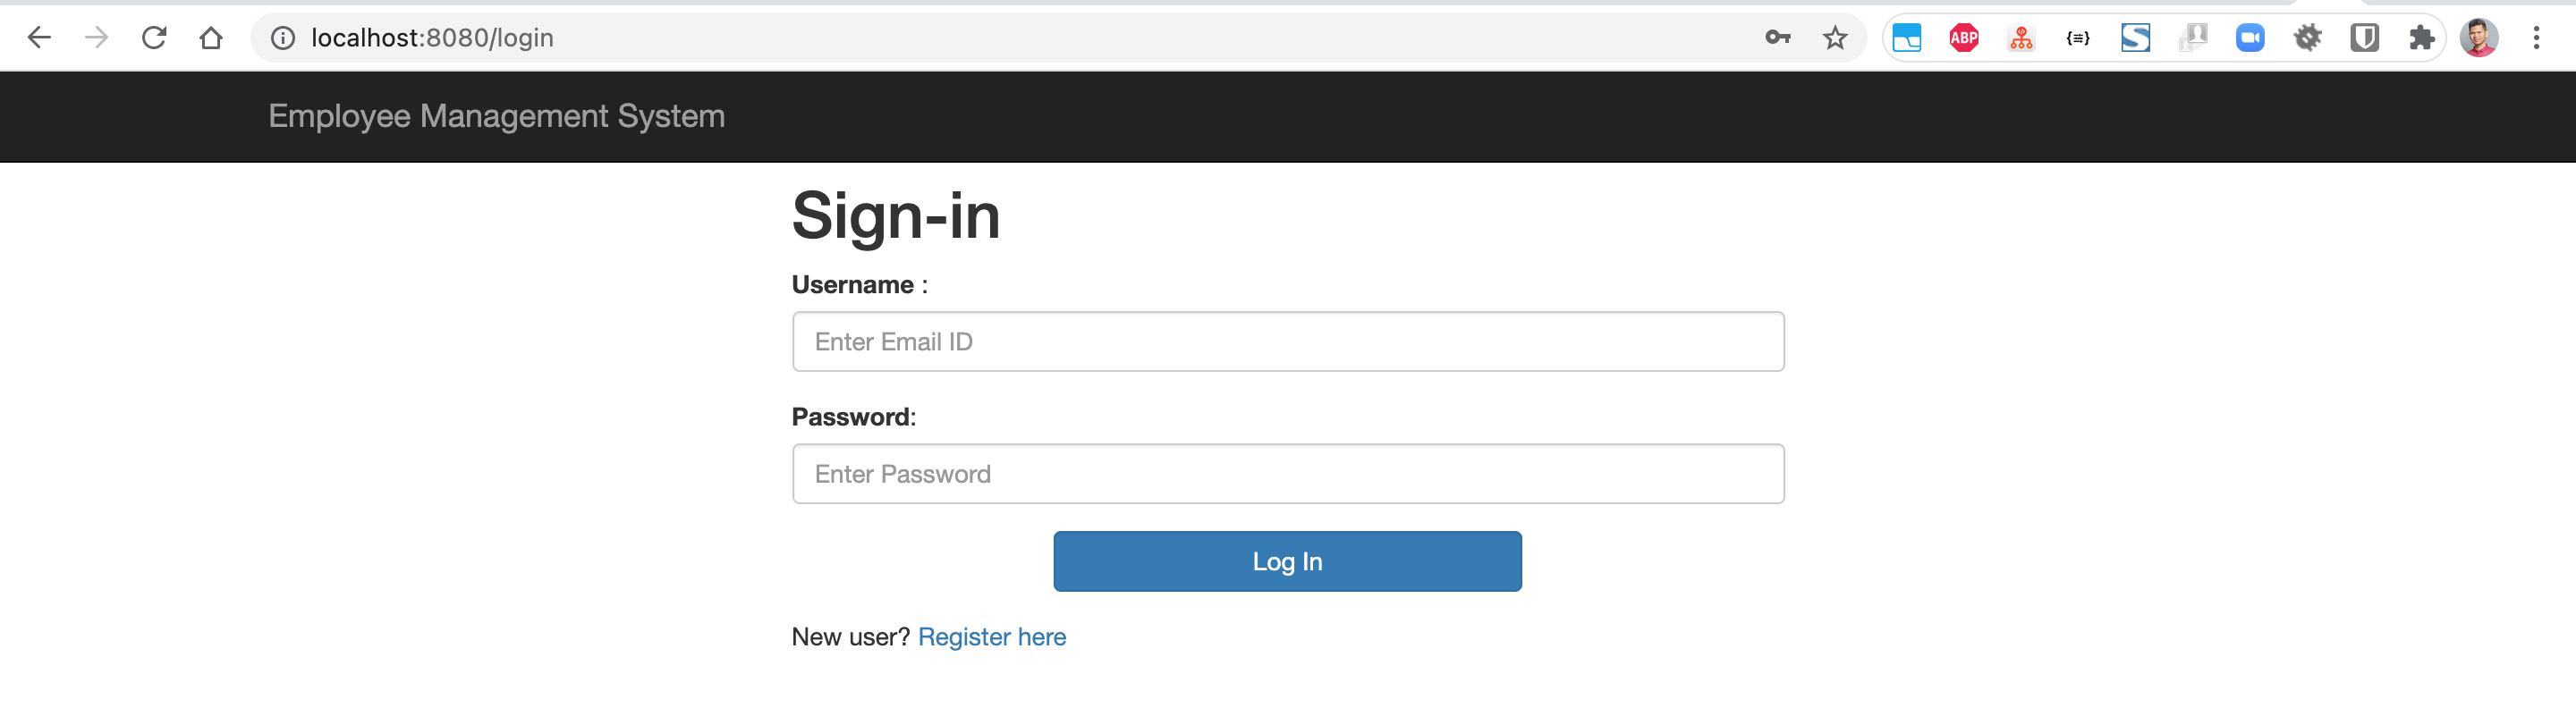 localhost:8080/login
ABP
Employee Management System
Sign-in
Username :
Enter Email ID
Password:
Enter Password
Log In
New user? Register here